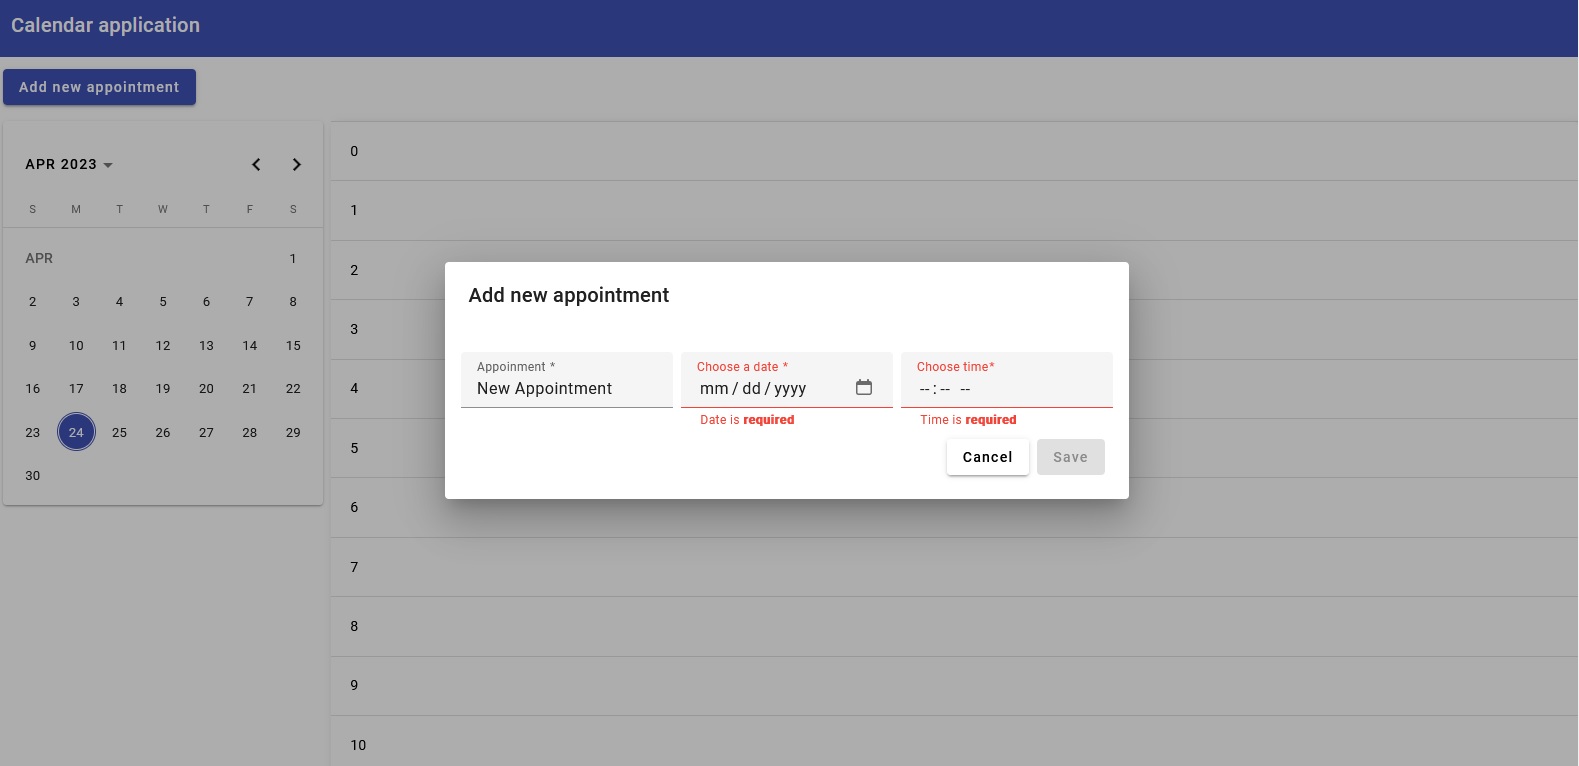 Calendar application
Add new appointment
APR 2023
S M T W T F S
APR 1
2 3 4 5 6 7 8
9 10 11 12 13 14 15
16 17 18 19 20 21 22
23 24 25 26 27 28 29
30
0
1
2
3
4
5
6
7
8
9
10
Add new appointment
Appoinment * Choose a date * Choose time*
New Appointment mm / dd / yyyy -- : -- --
Date is required Time is required
Cancel Save